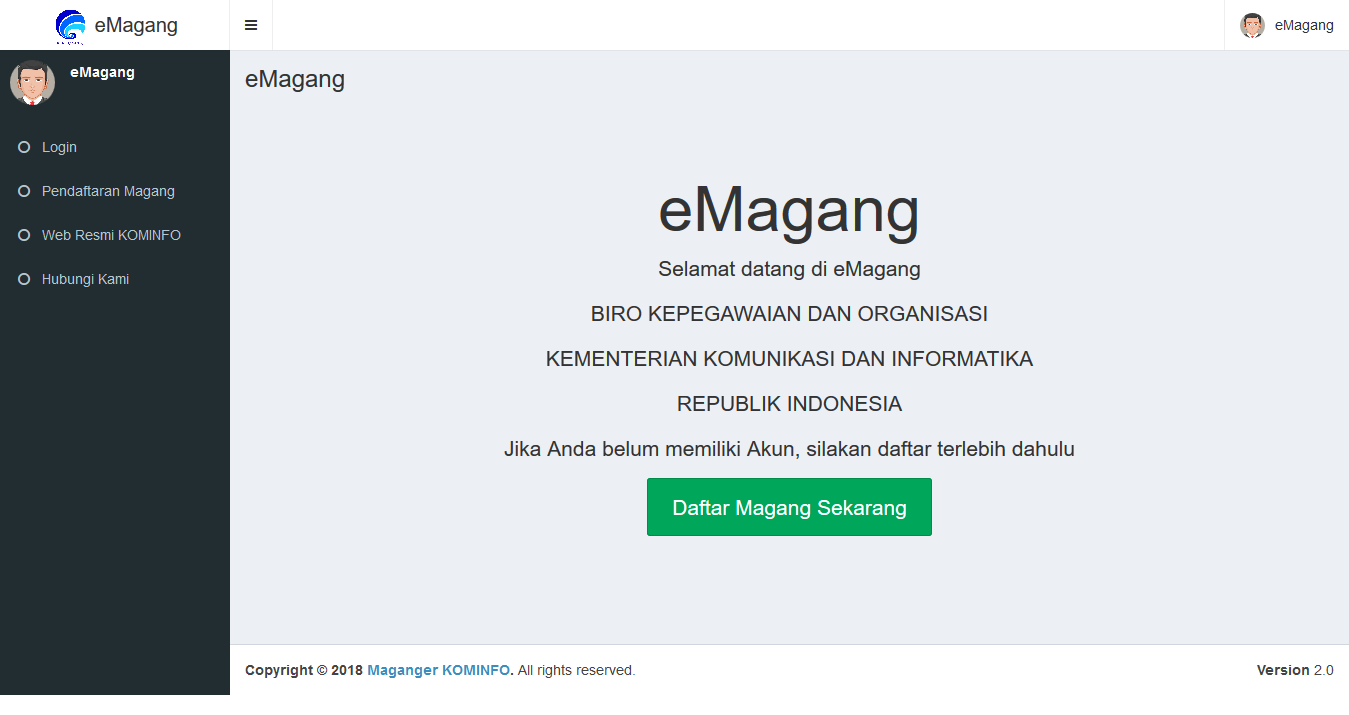 eMagang
eMagang
eMagang
Login
Pendaftaran Magang
Web Resmi KOMINFO
Hubungi Kami
eMagang
eMagang
Selamat datang di eMagang
BIRO KEPEGAWAIAN DAN ORGANISASI
KEMENTERIAN KOMUNIKASI DAN INFORMATIKA
REPUBLIK INDONESIA
Jika Anda belum memiliki Akun, silakan daftar terlebih dahulu
Daftar Magang Sekarang
Copyright © 2018 Maganger KOMINFO. All rights reserved.
Version 2.0